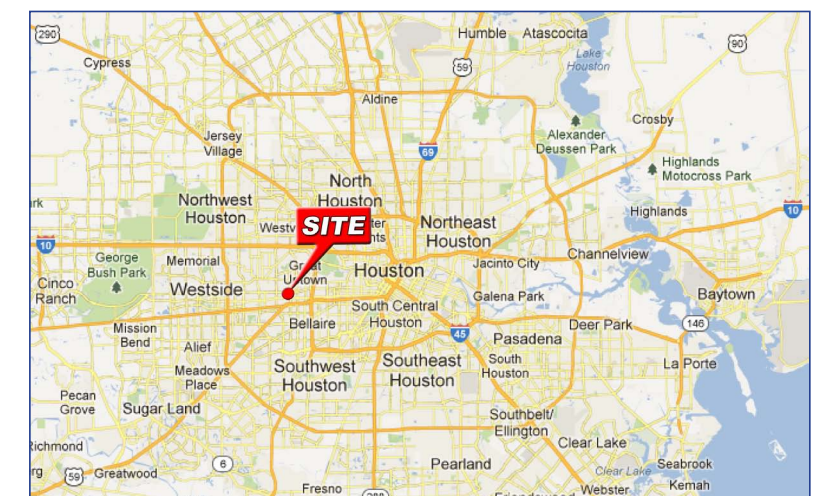 290
Humble
Atascocita
90
Cypress
59
Lake
Houston
Aldine
Crosby
Jersey
Village
Alexander
Deussen Park
69
Highlands
Motocross Park
North
Houston
Northwest
Houston
SITE
Northeast
Houston
Highlands
10
10
George
Bush Park
Memorial
Channelview
Jacinto City
Houston
Cinco
Ranch
Westside
Galena Park
Baytown
South Central
Houston
Bellaire
Deer Park
146
Mission
Bend
45
Pasadena
Alief
Southwest
Houston
Southeast
Houston
South
Houston
La Porte
Meadows
Place
Pecan
Grove
Sugar Land
Southbelt/
Ellington
Clear Lake
6
Pearland
Clear Lake
Seabrook
59
Greatwood
Fresno
Webster
Kemah